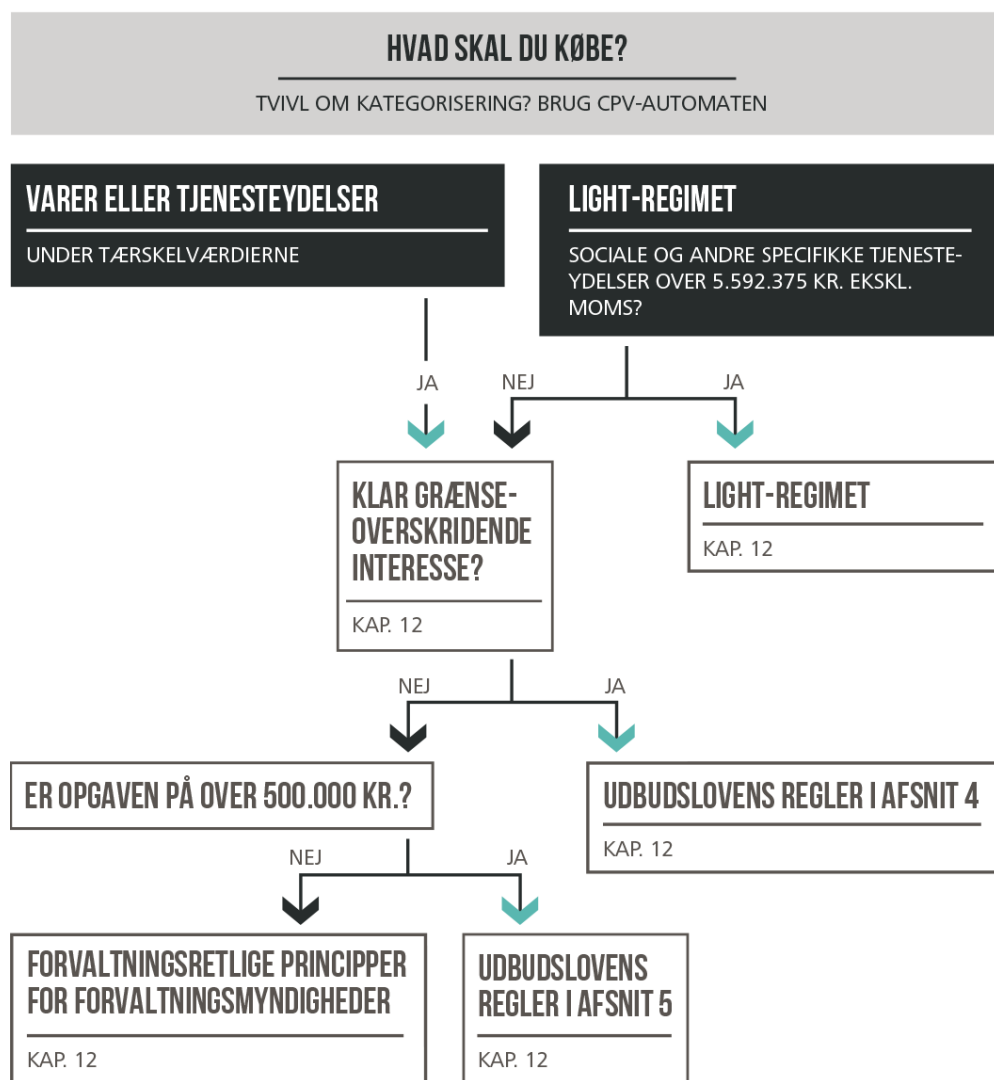 HVAD SKAL DU KØBE?
TVIVL OM KATEGORISERING? BRUG CPV-AUTOMATEN
VARER ELLER TJENESTEYDELSER
UNDER TÆRSKELVÆRDIERNE
LIGHT-REGIMET
SOCIALE OG ANDRE SPECIFIKKE TJENESTE-
YDELSER OVER 5.592.375 KR. EKSKL.
MOMS?
JA
NEJ
JA
KLAR GRÆNSE-
OVERSKRIDENDE
INTERESSE?
KAP. 12
LIGHT-REGIMET
KAP. 12
NEJ
JA
ER OPGAVEN PÅ OVER 500.000 KR.?
UDBUDSLOVENS REGLER I AFSNIT 4
KAP. 12
NEJ
JA
FORVALTNINGSRETLIGE PRINCIPPER
FOR FORVALTNINGSMYNDIGHEDER
KAP. 12
UDBUDSLOVENS
REGLER I AFSNIT 5
KAP. 12